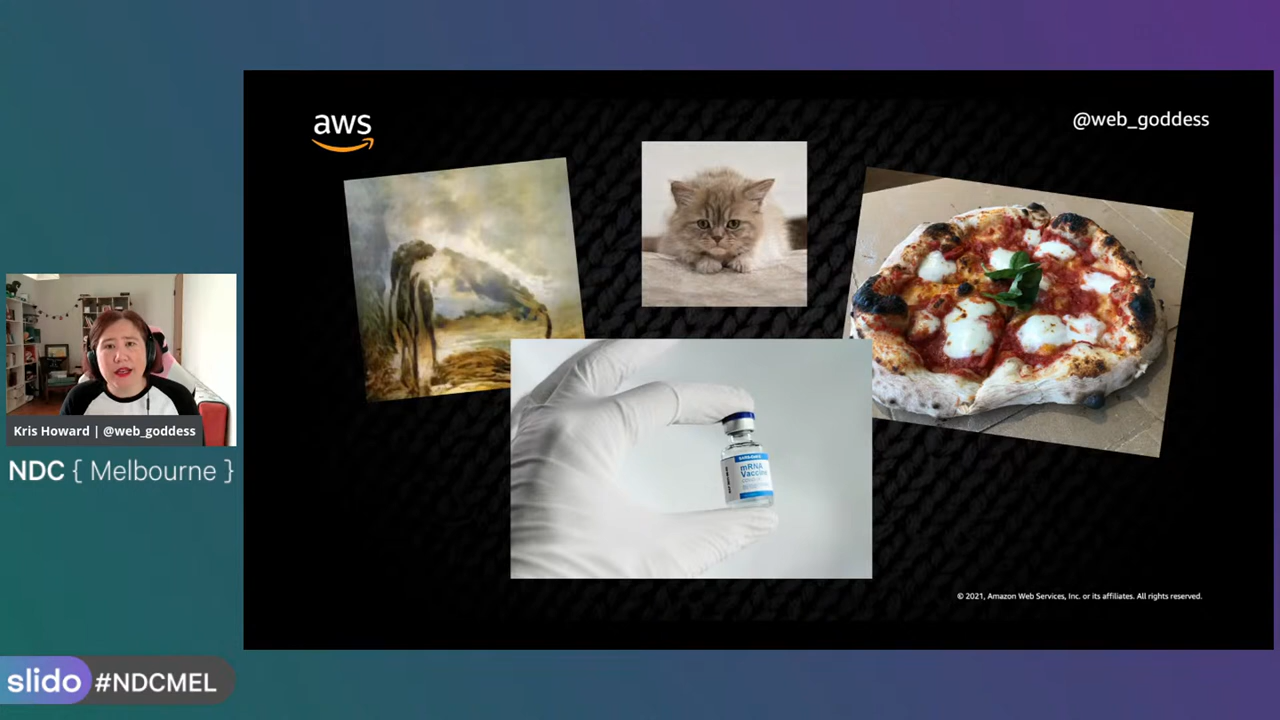 aws
@web_goddess
mRNA
Vaccine
Kris Howard | @web_goddess
NDC { Melbourne }
© 2021, Amazon Web Services, Inc. or its affiliates. All rights reserved.
slido #NDCMEL